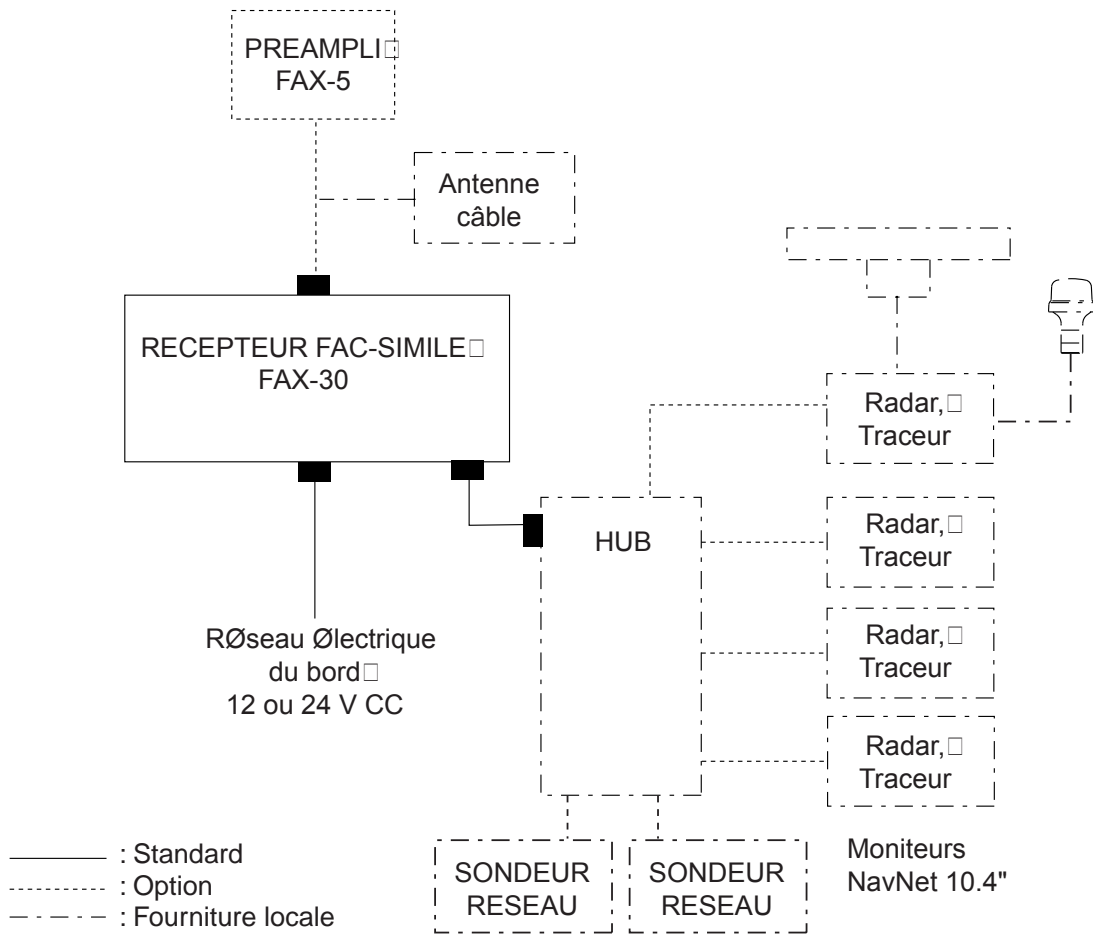 PREAMPLI□
FAX-5
Antenne
câble
RECEPTEUR FAC-SIMILE□
FAX-30
Radar,□
Traceur
HUB
Radar,□
Traceur
Radar,□
Traceur
Radar,□
Traceur
RØseau Ølectrique
du bord□
12 ou 24 V CC
SONDEUR
RESEAU
SONDEUR
RESEAU
Moniteurs
NavNet 10.4"
: Standard
: Option
: Fourniture locale